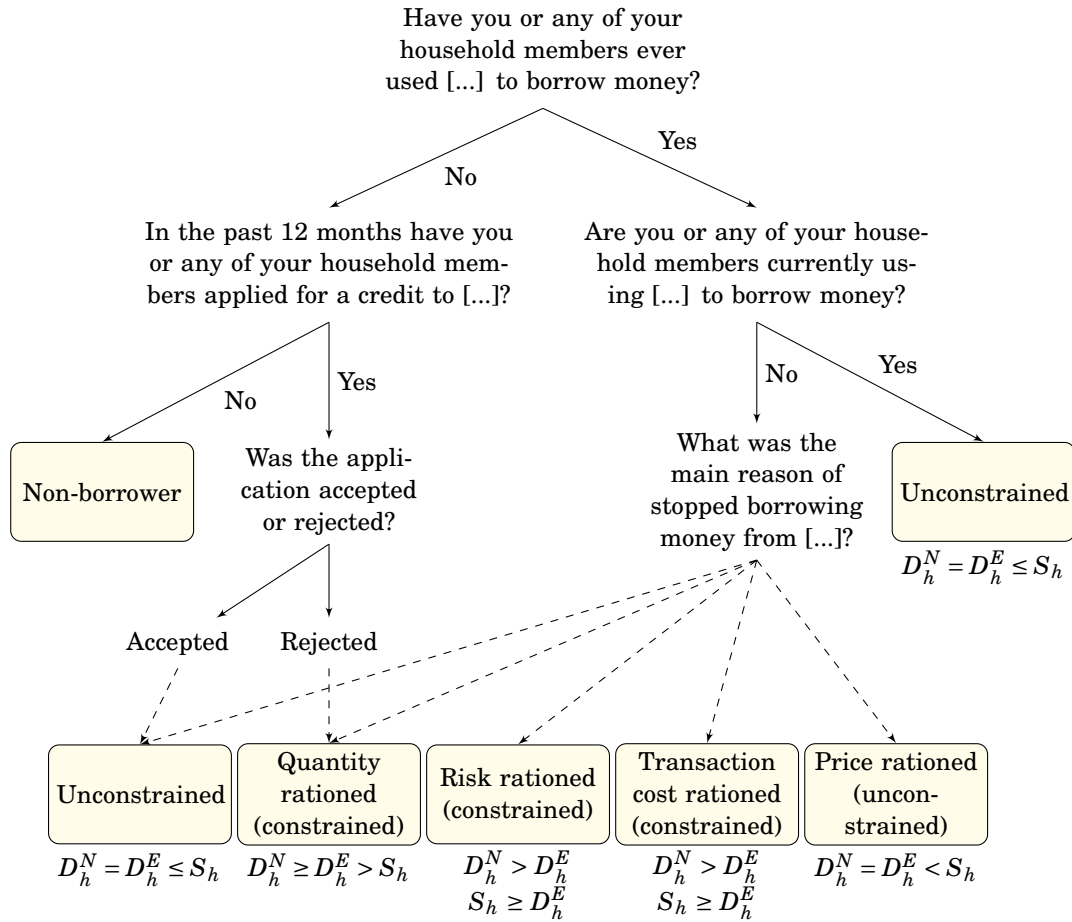 Have you or any of your
household members ever
used [...] to borrow money?
No
Yes
In the past 12 months have you
or any of your household mem-
bers applied for a credit to [...]?
Are you or any of your house-
hold members currently us-
ing [...] to borrow money?
No
Yes
No
Yes
Non-borrower
Was the appli-
cation accepted
or rejected?
What was the
main reason of
stopped borrowing
money from [...]?
Unconstrained
D_h^N = D_h^E ≤ S_h
Accepted
Rejected
Unconstrained
D_h^N = D_h^E ≤ S_h
Quantity
rationed
(constrained)
D_h^N ≥ D_h^E > S_h
Risk rationed
(constrained)
D_h^N > D_h^E
S_h ≥ D_h^E
Transaction
cost rationed
(constrained)
D_h^N > D_h^E
S_h ≥ D_h^E
Price rationed
(uncon-
strained)
D_h^N = D_h^E < S_h